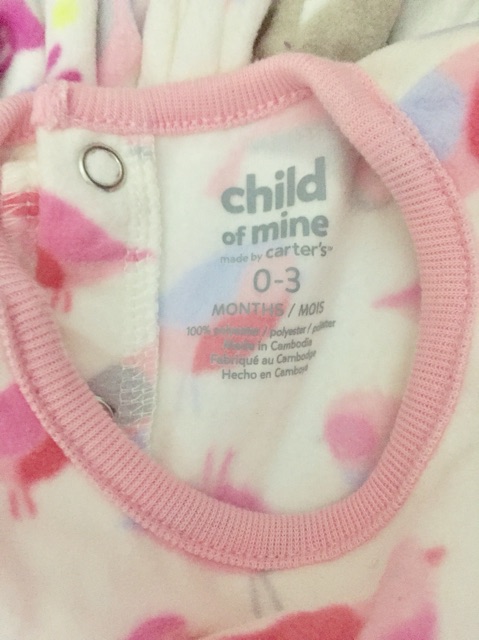 child
of mine
made by carter's™
0-3
MONTHS / MOIS
100% polyester / polyester / poliéster
Made in Cambodia
Fabriqué au Cambodge
Hecho en Camboya